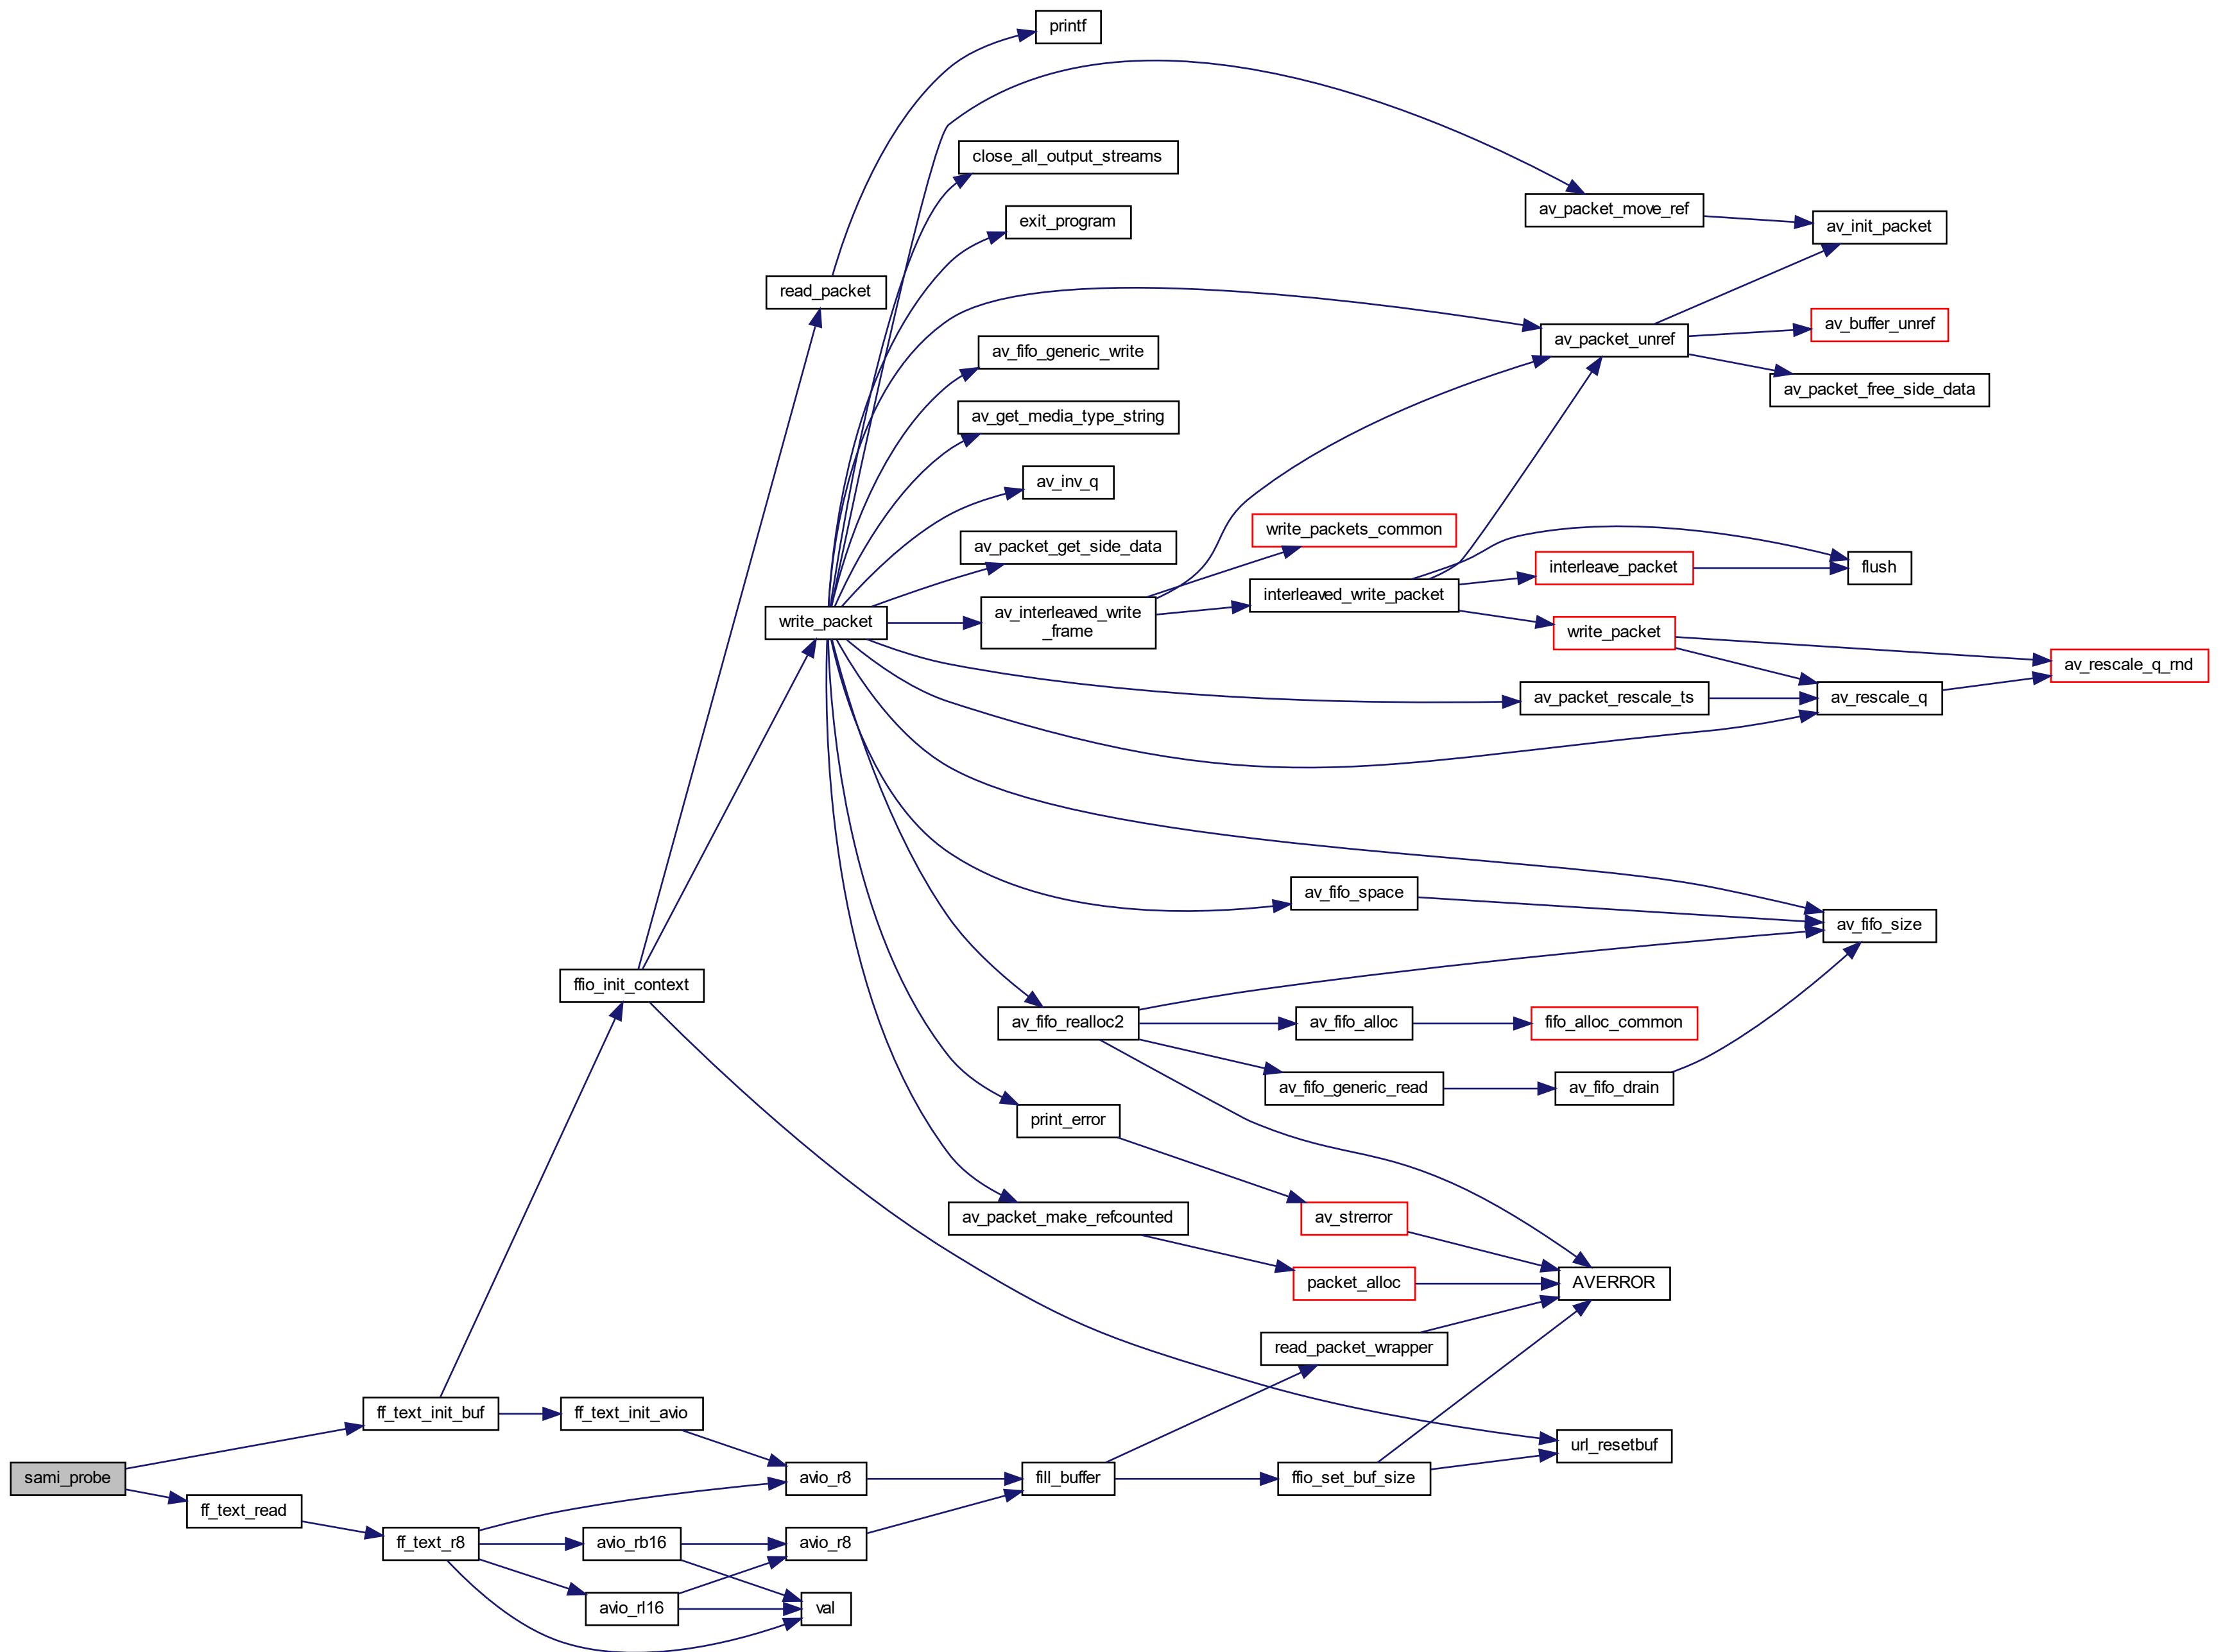 printf
close_all_output_streams
av_packet_move_ref
exit_program
av_init_packet
read_packet
av_buffer_unref
av_packet_unref
av_fifo_generic_write
av_packet_free_side_data
av_get_media_type_string
av_inv_q
write_packets_common
av_packet_get_side_data
interleave_packet
flush
interleaved_write_packet
write_packet
av_interleaved_write
_frame
write_packet
av_rescale_q_rnd
av_packet_rescale_ts
av_rescale_q
av_fifo_space
av_fifo_size
ffio_init_context
av_fifo_realloc2
av_fifo_alloc
fifo_alloc_common
av_fifo_generic_read
av_fifo_drain
print_error
av_packet_make_refcounted
av_strerror
packet_alloc
AVERROR
read_packet_wrapper
ff_text_init_buf
ff_text_init_avio
url_resetbuf
sami_probe
avio_r8
fill_buffer
ffio_set_buf_size
ff_text_read
ff_text_r8
avio_rb16
avio_r8
avio_rl16
val